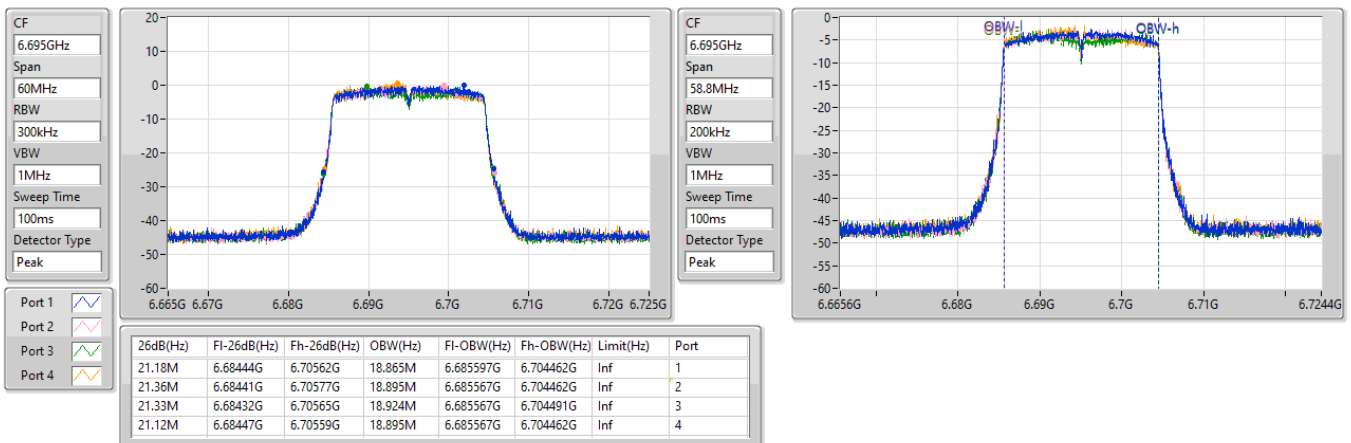 CF
6.695GHz
Span
60MHz
RBW
300kHz
VBW
1MHz
Sweep Time
100ms
Detector Type
Peak
20
10
0
-10
-20
-30
-40
-50
-60
6.665G 6.67G 6.68G 6.69G 6.7G 6.71G 6.72G 6.725G
CF
6.695GHz
Span
58.8MHz
RBW
200kHz
VBW
1MHz
Sweep Time
100ms
Detector Type
Peak
0
-5
-10
-15
-20
-25
-30
-35
-40
-45
-50
-55
-60
OBW-l OBW-h
6.66566G 6.68G 6.69G 6.7G 6.71G 6.7244G
Port 1
Port 2
Port 3
Port 4
26dB(Hz) Fl-26dB(Hz) Fh-26dB(Hz) OBW(Hz) Fl-OBW(Hz) Fh-OBW(Hz) Limit(Hz) Port
21.18M 6.68444G 6.70562G 18.865M 6.685597G 6.704462G Inf 1
21.36M 6.68441G 6.70577G 18.895M 6.685567G 6.704462G Inf 2
21.33M 6.68432G 6.70565G 18.924M 6.685567G 6.704491G Inf 3
21.12M 6.68447G 6.70559G 18.895M 6.685567G 6.704462G Inf 4